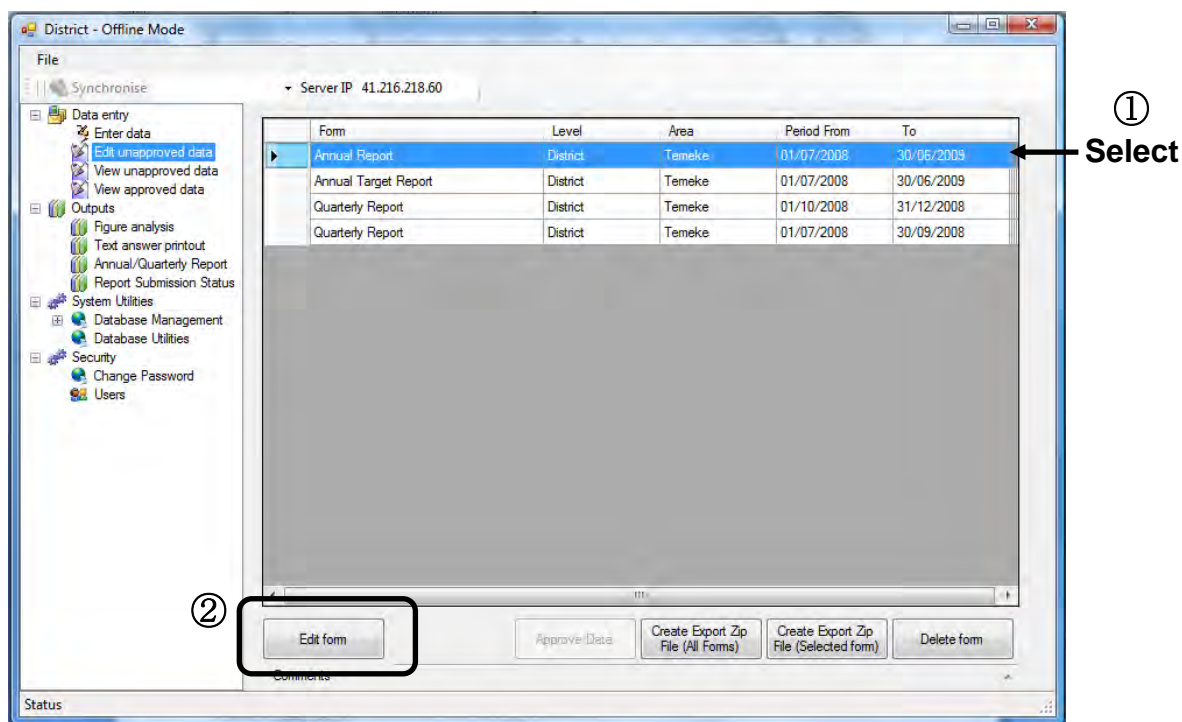 District - Offline Mode
File
Synchronise
Server IP 41.216.218.60
Data entry
Enter data
Edit unapproved data
View unapproved data
View approved data
Outputs
Figure analysis
Text answer printout
Annual/Quarterly Report
Report Submission Status
System Utilities
Database Management
Database Utilities
Security
Change Password
Users
Form Level Area Period From To
Annual Report District Temeke 01/07/2008 30/06/2009
Annual Target Report District Temeke 01/07/2008 30/06/2009
Quarterly Report District Temeke 01/10/2008 31/12/2008
Quarterly Report District Temeke 01/07/2008 30/09/2008
①
Select
②
Edit form
Approve Data
Create Export Zip
File (All Forms)
Create Export Zip
File (Selected form)
Delete form
Comments
Status